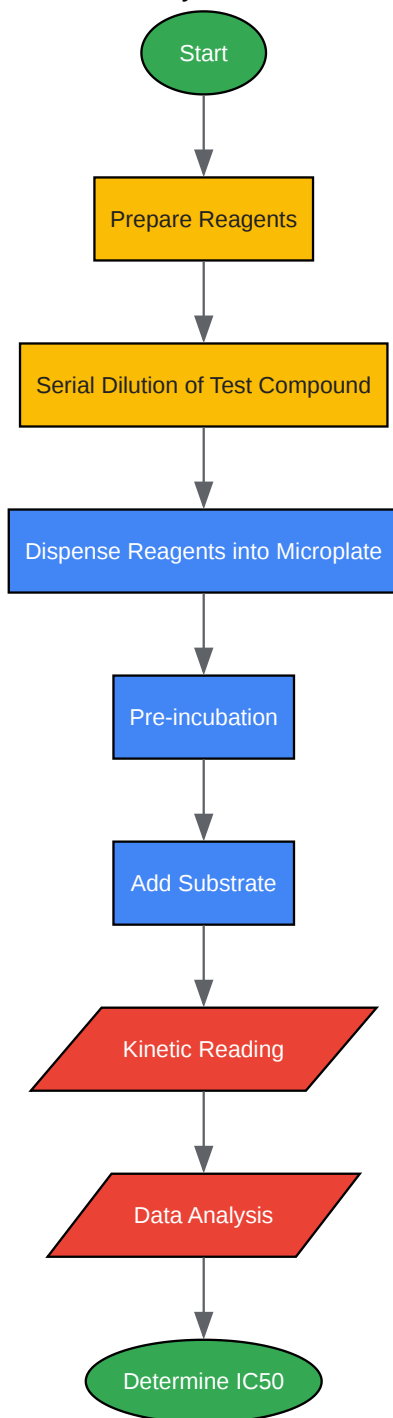 Start
Prepare Reagents
Serial Dilution of Test Compound
Dispense Reagents into Microplate
Pre-incubation
Add Substrate
Kinetic Reading
Data Analysis
Determine IC50